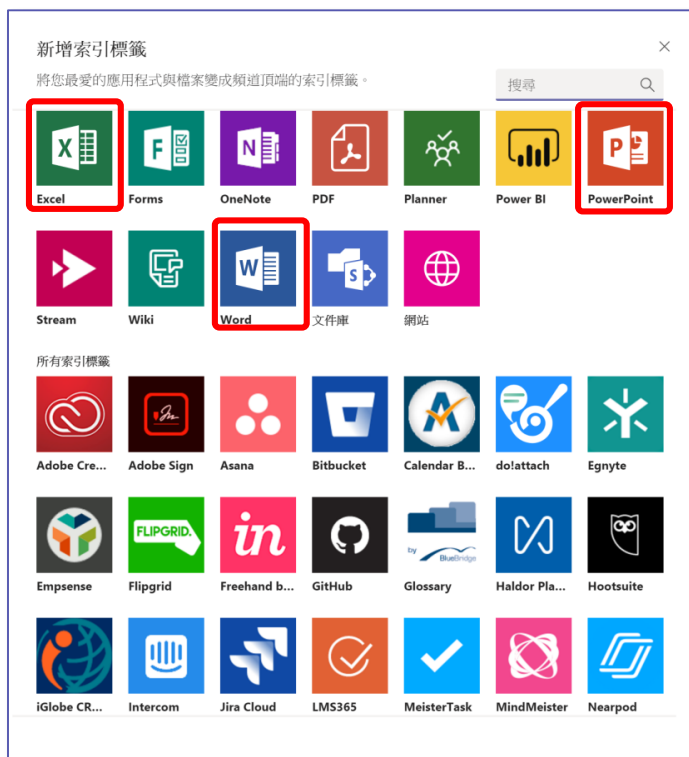 新增索引標籤
將您最愛的應用程式與檔案變成頻道頂端的索引標籤。
搜尋
X F N P
Excel Forms OneNote PDF Planner Power BI PowerPoint
W S
Stream Wiki Word 文件庫 網站
所有索引標籤
Adobe Cre... Adobe Sign Asana Bitbucket Calendar B... do!attach Egnyte
FLIPGRID. in by BlueBridge
Empsense Flipgrid Freehand b... GitHub Glossary Haldor Pla... Hootsuite
iGlobe CR... Intercom Jira Cloud LMS365 MeisterTask MindMeister Nearpod